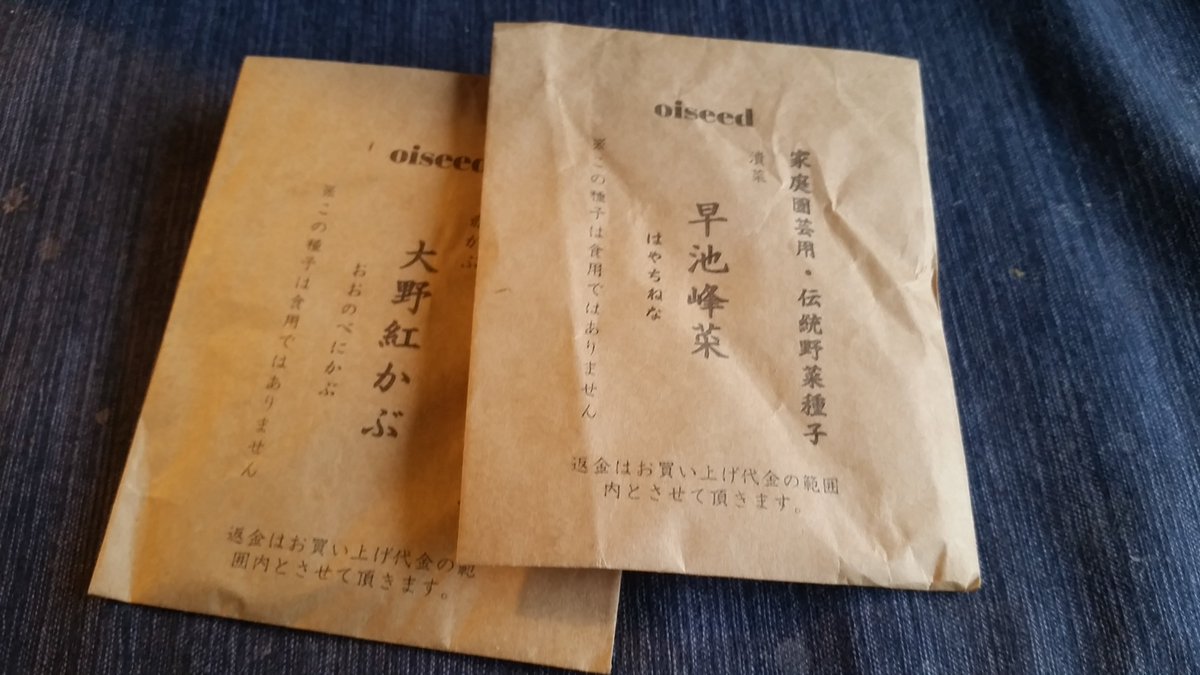 oiseed
家庭園芸用・伝統野菜種子
漬菜
早池峰菜
はやちねな
※この種子は食用ではありません
返金はお買い上げ代金の範囲
内とさせて頂きます。
oiseed
かぶ
大野紅かぶ
おおのべにかぶ
※この種子は食用ではありません
返金はお買い上げ代金の範
囲内とさせて頂きます。